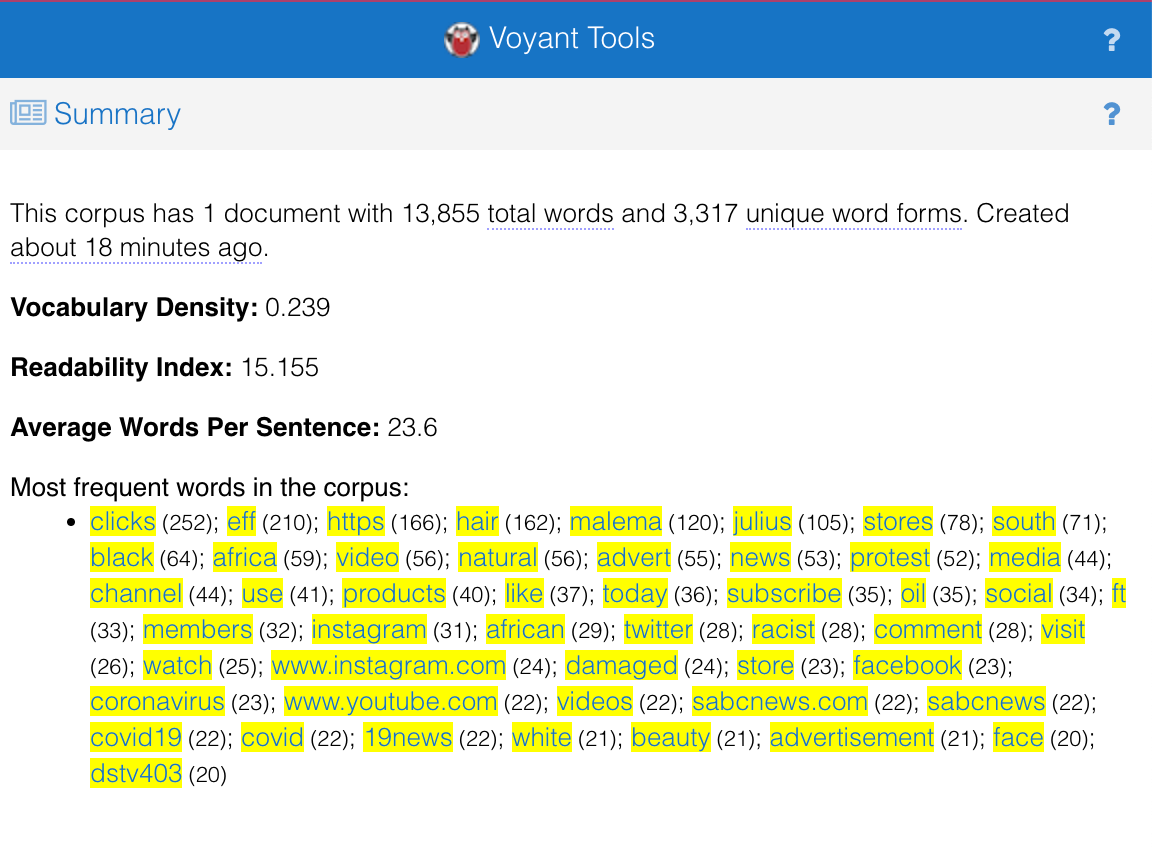 Voyant Tools ?
Summary ?
This corpus has 1 document with 13,855 total words and 3,317 unique word forms. Created
about 18 minutes ago.
Vocabulary Density: 0.239
Readability Index: 15.155
Average Words Per Sentence: 23.6
Most frequent words in the corpus:
• clicks (252); eff (210); https (166); hair (162); malema (120); julius (105); stores (78); south (71);
black (64); africa (59); video (56); natural (56); advert (55); news (53); protest (52); media (44);
channel (44); use (41); products (40); like (37); today (36); subscribe (35); oil (35); social (34); ft
(33); members (32); instagram (31); african (29); twitter (28); racist (28); comment (28); visit
(26); watch (25); www.instagram.com (24); damaged (24); store (23); facebook (23);
coronavirus (23); www.youtube.com (22); videos (22); sabcnews.com (22); sabcnews (22);
covid19 (22); covid (22); 19news (22); white (21); beauty (21); advertisement (21); face (20);
dstv403 (20)